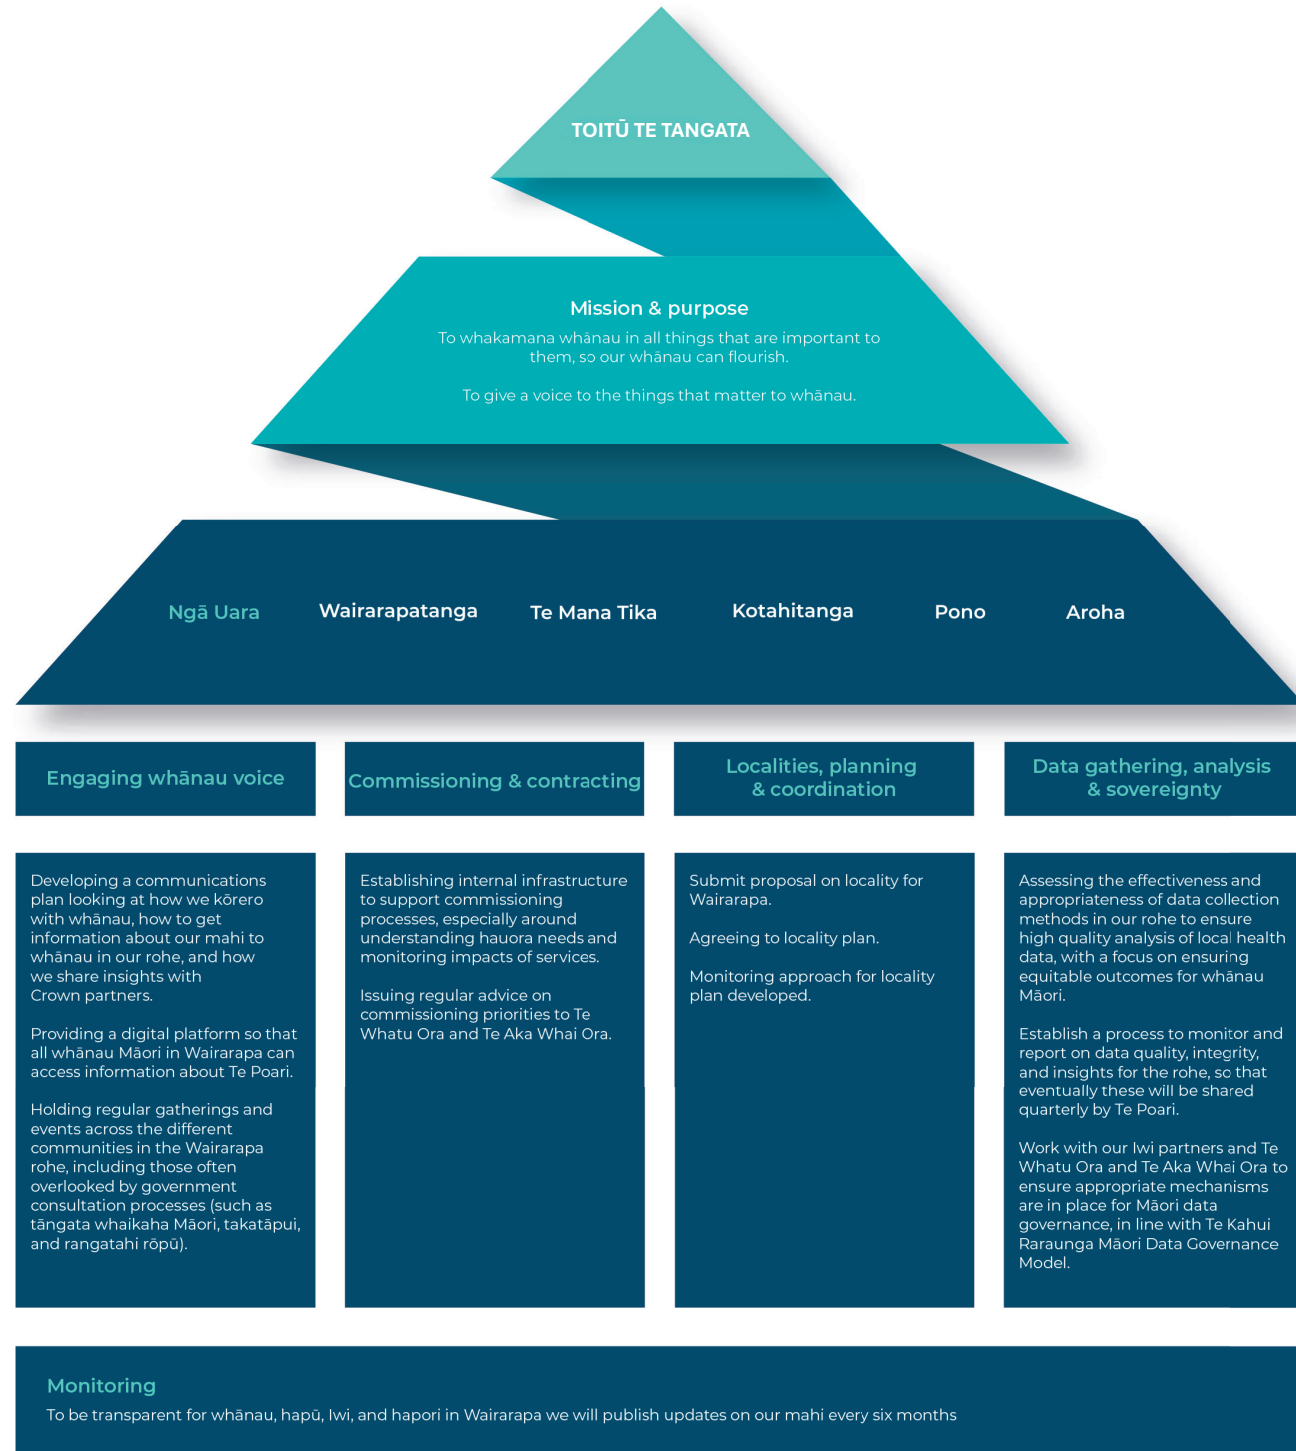 TOITŪ TE TANGATA
Mission & purpose
To whakamana whānau in all things that are important to
them, so our whānau can flourish.
To give a voice to the things that matter to whānau.
Ngā Uara Wairarapatanga Te Mana Tika Kotahitanga Pono Aroha
Engaging whānau voice
Developing a communications
plan looking at how we kōrero
with whānau, how to get
information about our mahi to
whānau in our rohe, and how
we share insights with
Crown partners.
Providing a digital platform so that
all whānau Māori in Wairarapa can
access information about Te Poari.
Holding regular gatherings and
events across the different
communities in the Wairarapa
rohe, including those often
overlooked by government
consultation processes (such as
tāngata whaikaha Māori, takatāpui,
and rangatahi rōpū).
Commissioning & contracting
Establishing internal infrastructure
to support commissioning
processes, especially around
understanding hauora needs and
monitoring impacts of services.
Issuing regular advice on
commissioning priorities to Te
Whatu Ora and Te Aka Whai Ora.
Localities, planning
& coordination
Submit proposal on locality for
Wairarapa.
Agreeing to locality plan.
Monitoring approach for locality
plan developed.
Data gathering, analysis
& sovereignty
Assessing the effectiveness and
appropriateness of data collection
methods in our rohe to ensure
high quality analysis of local health
data, with a focus on ensuring
equitable outcomes for whānau
Māori.
Establish a process to monitor and
report on data quality, integrity,
and insights for the rohe, so that
eventually these will be shared
quarterly by Te Poari.
Work with our Iwi partners and Te
Whatu Ora and Te Aka Whai Ora to
ensure appropriate mechanisms
are in place for Māori data
governance, in line with Te Kahui
Raraunga Māori Data Governance
Model.
Monitoring
To be transparent for whānau, hapū, Iwi, and hapori in Wairarapa we will publish updates on our mahi every six months